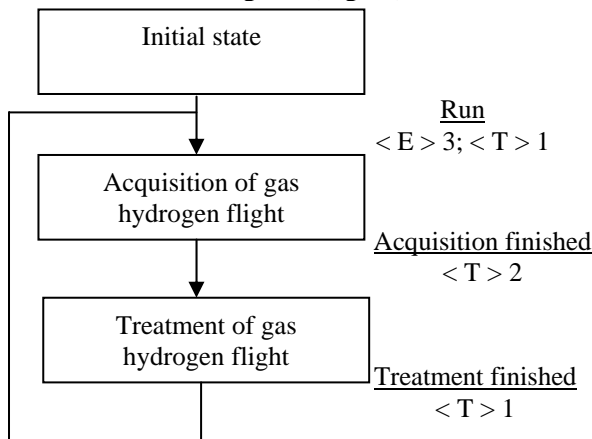 Initial state
Run
< E > 3; < T > 1
Acquisition of gas
hydrogen flight
Acquisition finished
< T > 2
Treatment of gas
hydrogen flight
Treatment finished
< T > 1